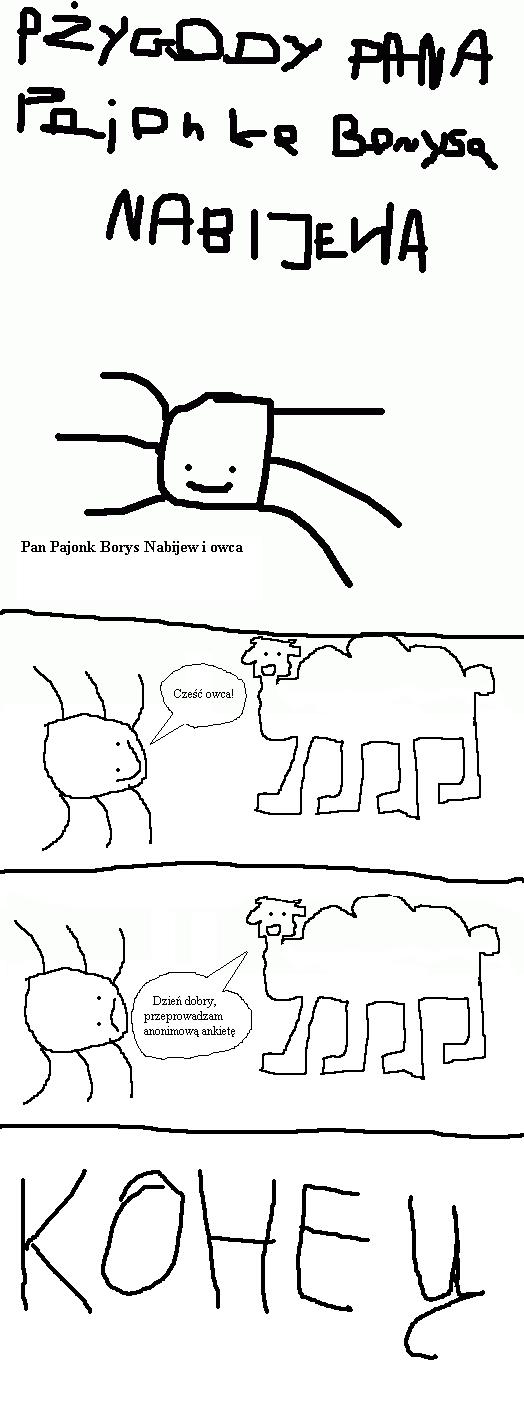 PŻYGODY PANA
PajOnka BOrysa
NABIJEWA
Pan Pajonk Borys Nabijew i owca
Cześć owca!
Dzień dobry,
przeprowadzam
anonimową ankietę
KOHEЦ